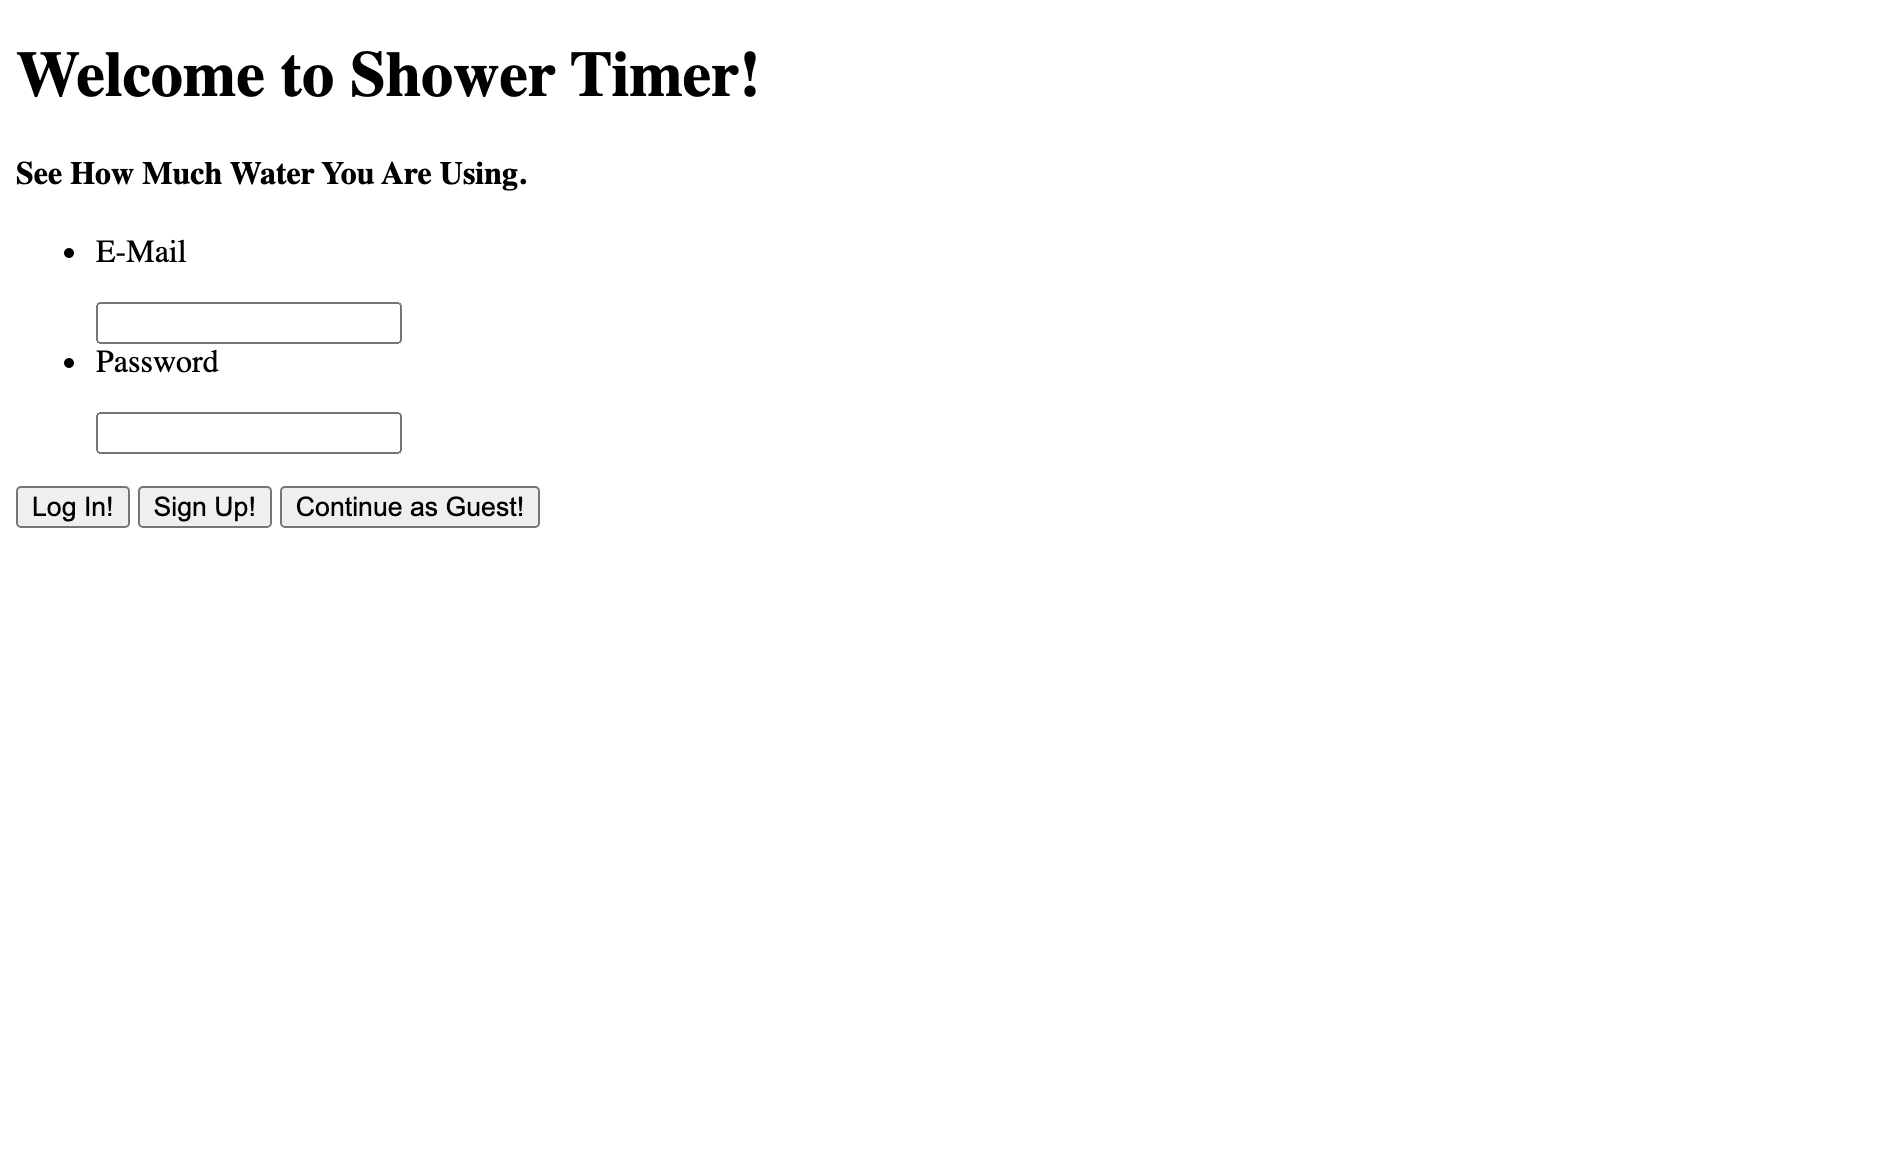 Welcome to Shower Timer!
See How Much Water You Are Using.
E-Mail
Password
Log In! Sign Up! Continue as Guest!